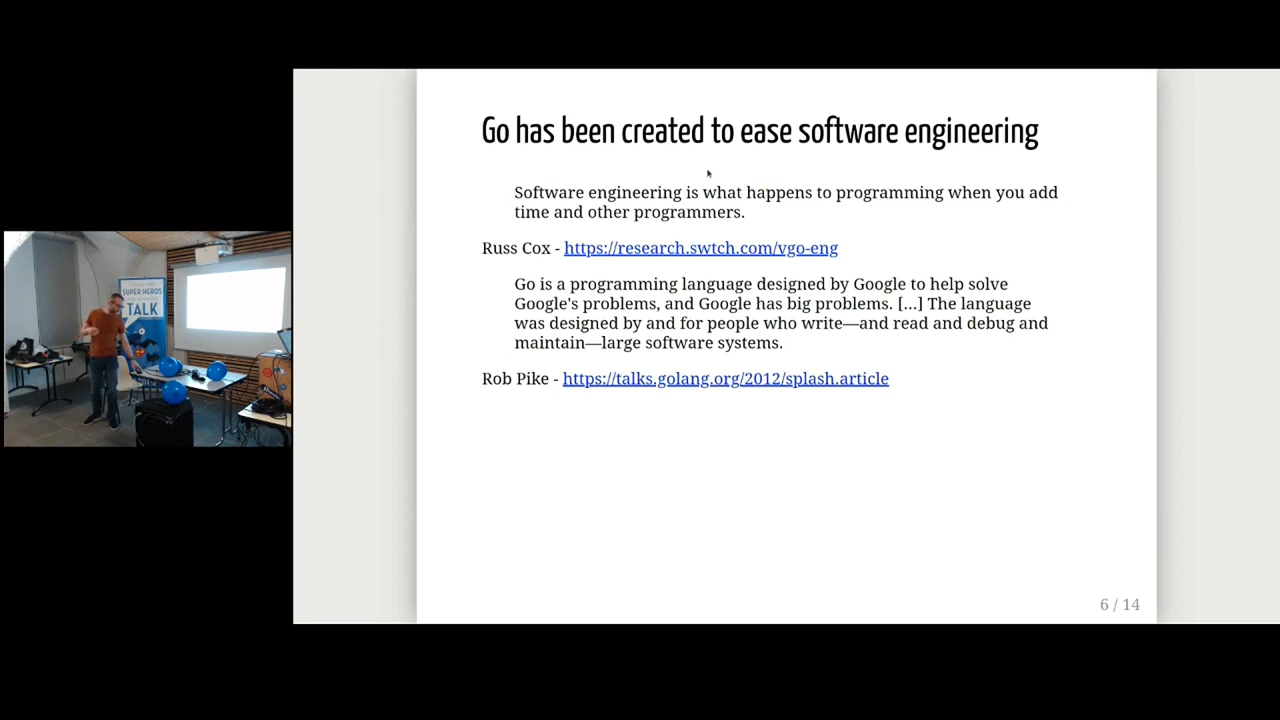 Go has been created to ease software engineering
Software engineering is what happens to programming when you add
time and other programmers.
Russ Cox - https://research.swtch.com/vgo-eng
Go is a programming language designed by Google to help solve
Google's problems, and Google has big problems. [...] The language
was designed by and for people who write—and read and debug and
maintain—large software systems.
Rob Pike - https://talks.golang.org/2012/splash.article
6 / 14
SUPER HEROS
TALK